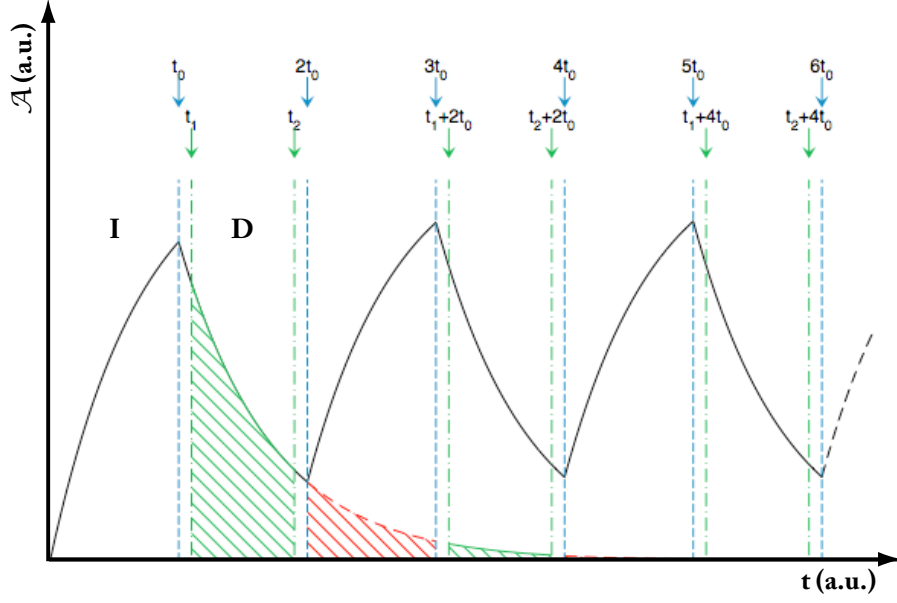 𝒜 (a.u.)
t₀ 2t₀ 3t₀ 4t₀ 5t₀ 6t₀
t₁ t₂ t₁+2t₀ t₂+2t₀ t₁+4t₀ t₂+4t₀
I D
t (a.u.)